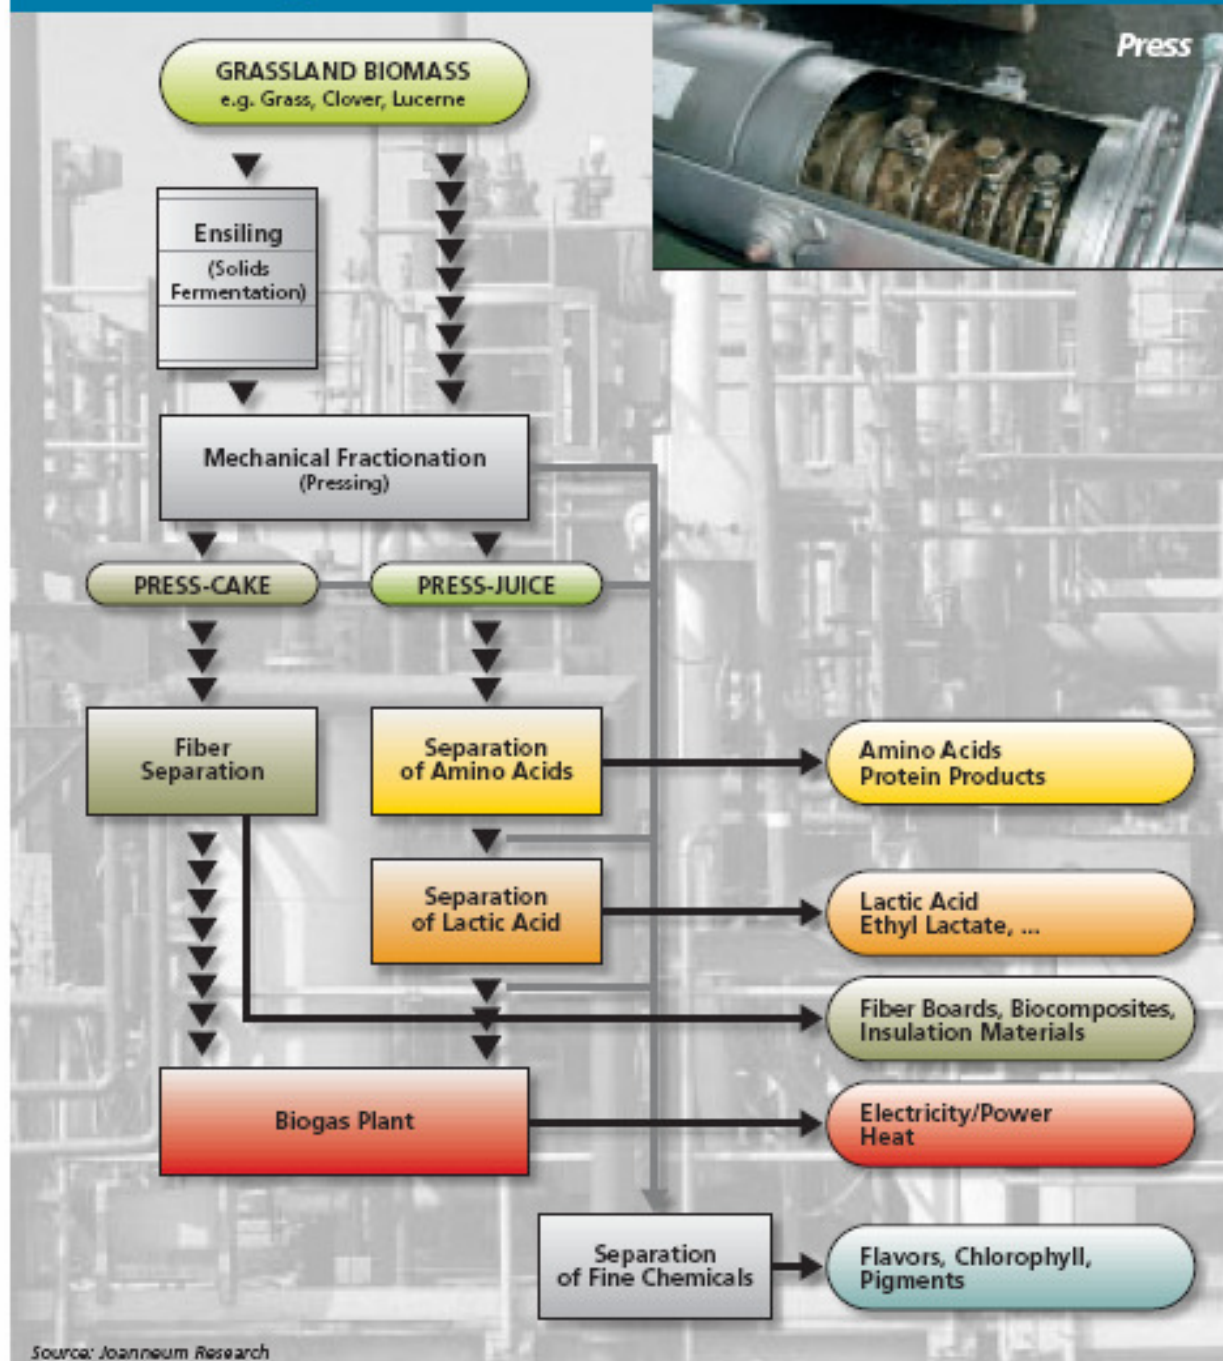 Press
GRASSLAND BIOMASS
e.g. Grass, Clover, Lucerne
Ensiling
(Solids
Fermentation)
Mechanical Fractionation
(Pressing)
PRESS-CAKE
PRESS-JUICE
Fiber
Separation
Separation
of Amino Acids
Amino Acids
Protein Products
Separation
of Lactic Acid
Lactic Acid
Ethyl Lactate, ...
Fiber Boards, Biocomposites,
Insulation Materials
Biogas Plant
Electricity/Power
Heat
Separation
of Fine Chemicals
Flavors, Chlorophyll,
Pigments
Source: Joanneum Research